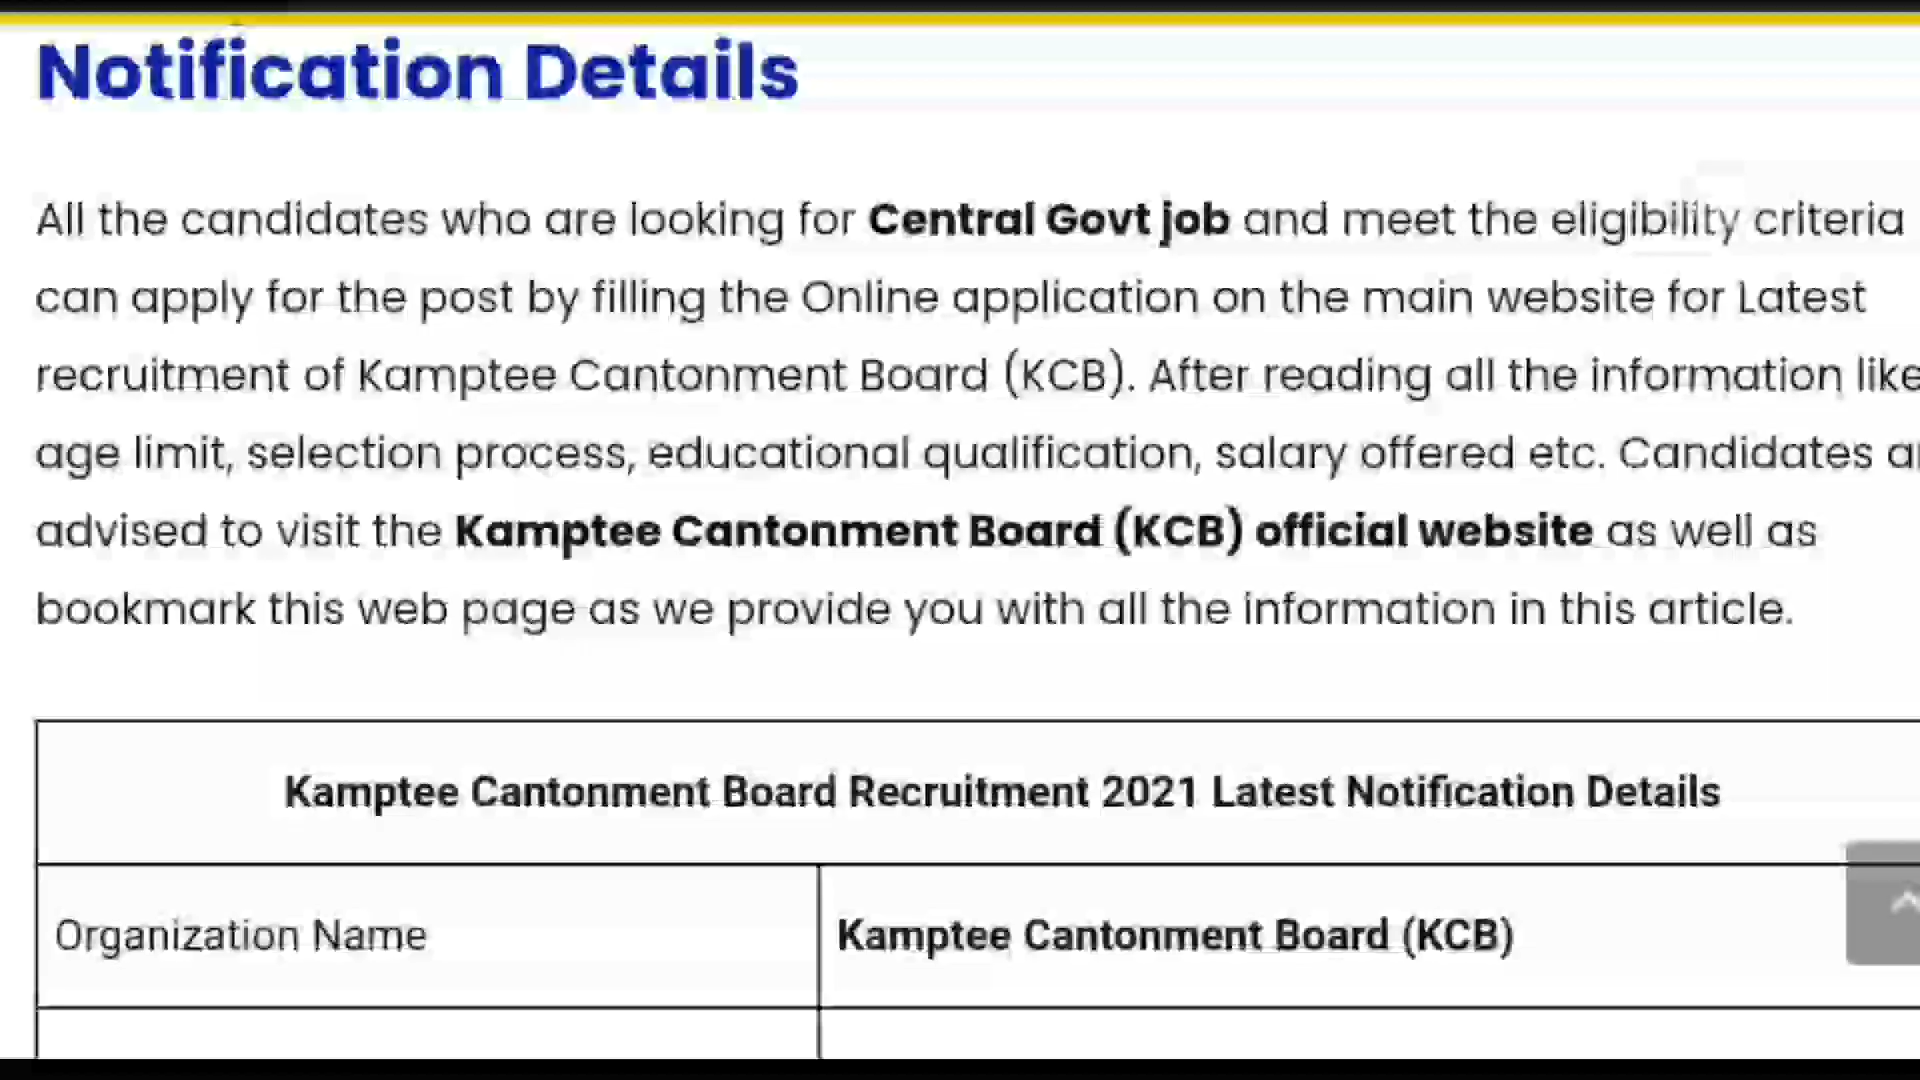 Notification Details
All the candidates who are looking for Central Govt job and meet the eligibility criteria
can apply for the post by filling the Online application on the main website for Latest
recruitment of Kamptee Cantonment Board (KCB). After reading all the information like
age limit, selection process, educational qualification, salary offered etc. Candidates
advised to visit the Kamptee Cantonment Board (KCB) official website as well as
bookmark this web page as we provide you with all the information in this article.
Kamptee Cantonment Board Recruitment 2021 Latest Notification Details
Organization Name
Kamptee Cantonment Board (KCB)